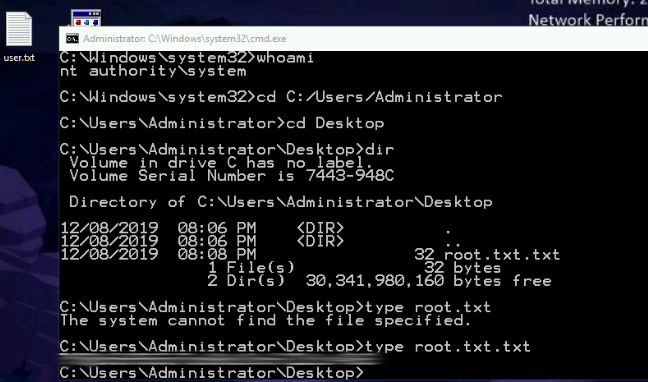 Total Memory: 2
Network Perform
user.txt
Administrator: C:\Windows\system32\cmd.exe
C:\Windows\system32>whoami
nt authority\system
C:\Windows\system32>cd C:/Users/Administrator
C:\Users\Administrator>cd Desktop
C:\Users\Administrator\Desktop>dir
Volume in drive C has no label.
Volume Serial Number is 7443-948C
Directory of C:\Users\Administrator\Desktop
12/08/2019 08:06 PM <DIR> .
12/08/2019 08:06 PM <DIR> ..
12/08/2019 08:08 PM 32 root.txt.txt
1 File(s) 32 bytes
2 Dir(s) 30,341,980,160 bytes free
C:\Users\Administrator\Desktop>type root.txt
The system cannot find the file specified.
C:\Users\Administrator\Desktop>type root.txt.txt
C:\Users\Administrator\Desktop>